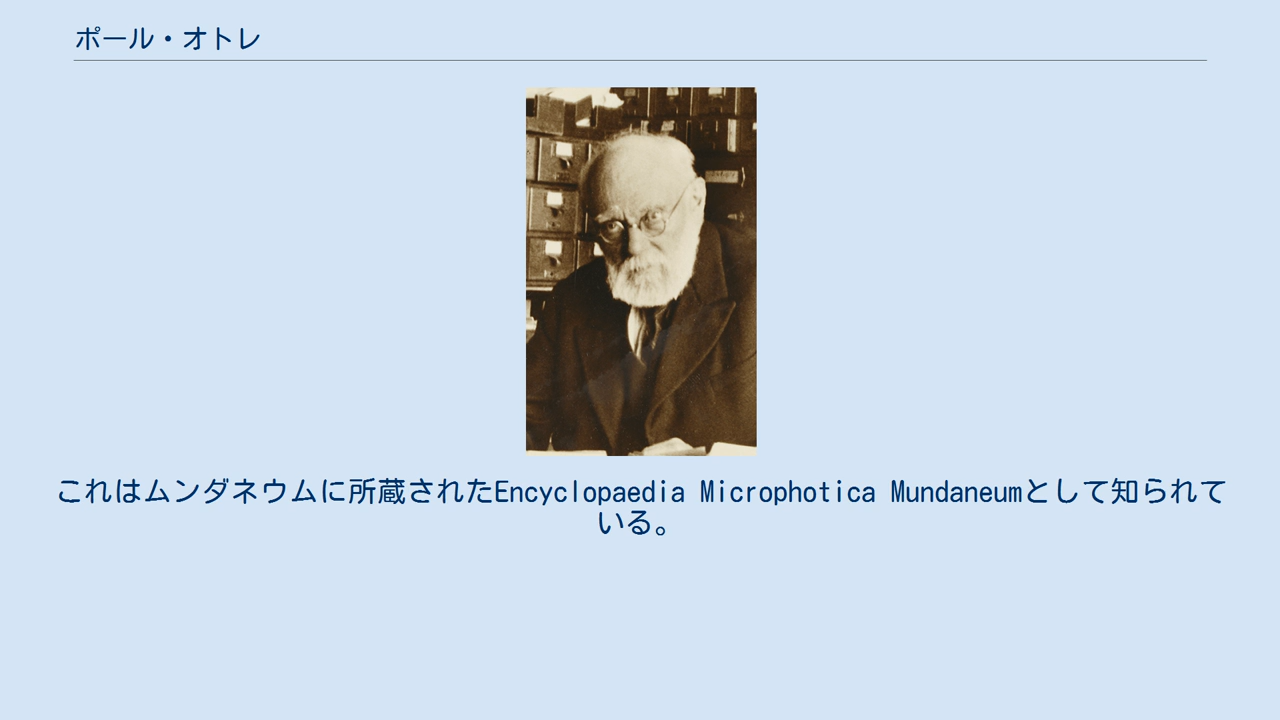 ポール・オトレ
これはムンダネウムに所蔵されたEncyclopaedia Microphotica Mundaneumとして知られて
いる。